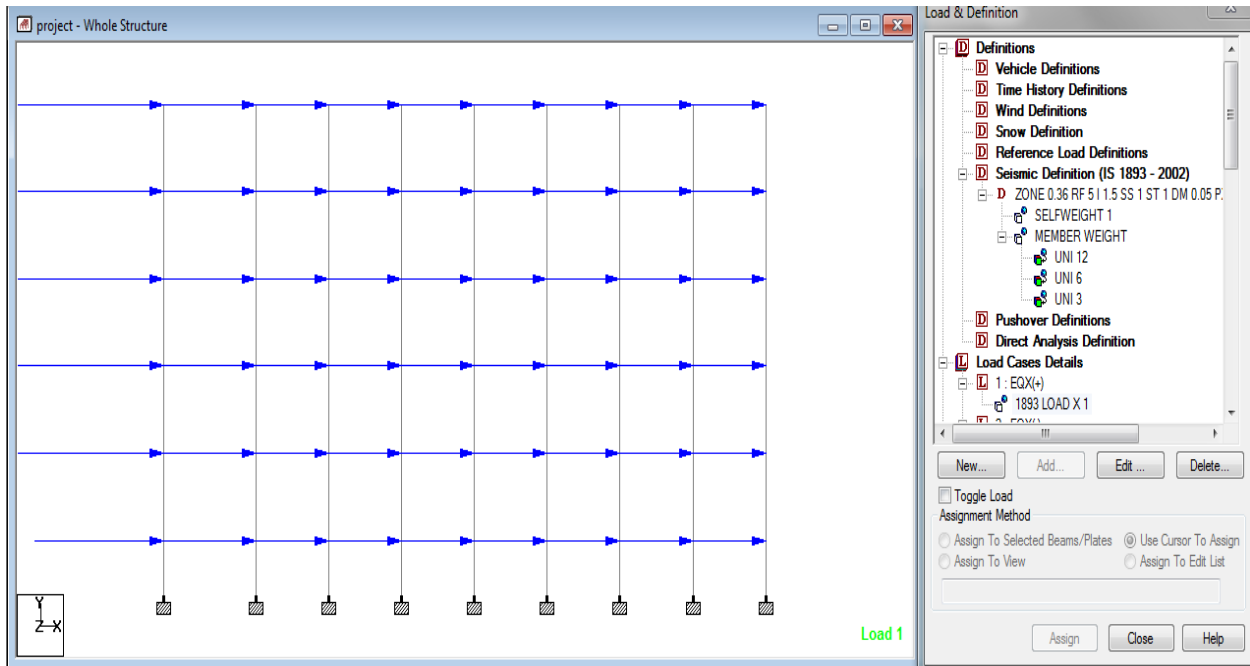 project - Whole Structure
Load 1
Y
Z X
Load & Definition
Definitions
Vehicle Definitions
Time History Definitions
Wind Definitions
Snow Definition
Reference Load Definitions
Seismic Definition (IS 1893 - 2002)
ZONE 0.36 RF 5 I 1.5 SS 1 ST 1 DM 0.05
SELFWEIGHT 1
MEMBER WEIGHT
UNI 12
UNI 6
UNI 3
Pushover Definitions
Direct Analysis Definition
Load Cases Details
1 : EQX(+)
1893 LOAD X 1
New... Add... Edit ... Delete...
Toggle Load
Assignment Method
Assign To Selected Beams/Plates Use Cursor To Assign
Assign To View Assign To Edit List
Assign Close Help